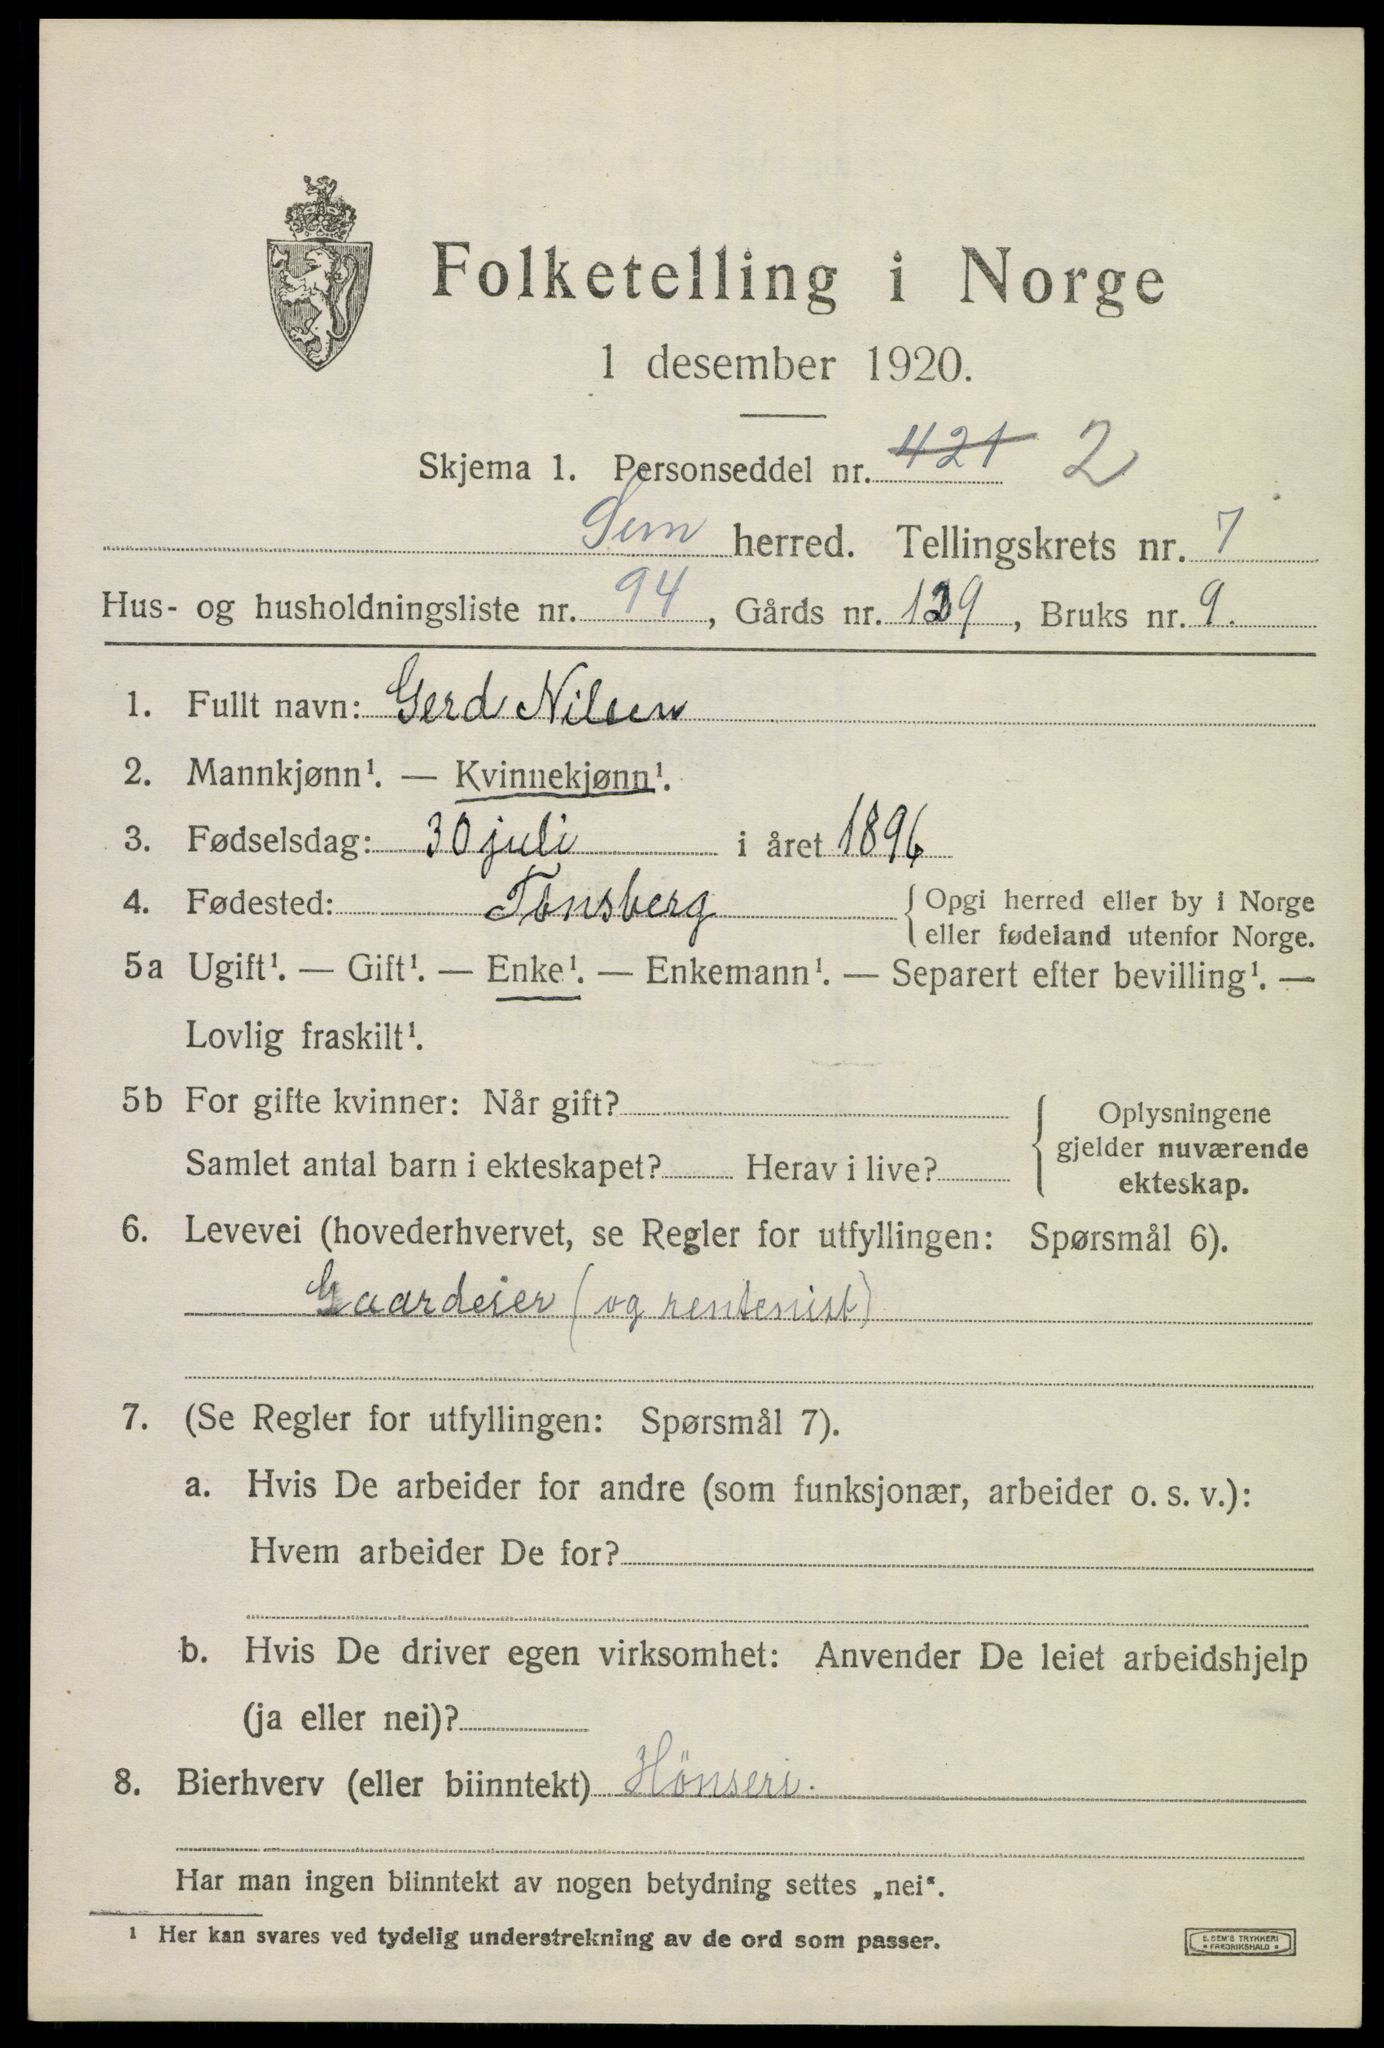 Folketelling i Norge
1 desember 1920.
Skjema 1. Personseddel nr. 421 2
Sem herred. Tellingskrets nr. 7
Hus- og husholdningsliste nr. 94, Gårds nr. 139, Bruks nr. 9.
1. Fullt navn: Gerd Nilsen
2. Mannkjønn¹. — Kvinnekjønn¹.
3. Fødselsdag: 30 juli i året 1896
4. Fødested: Tønsberg { Opgi herred eller by i Norge
eller fødeland utenfor Norge.
5a Ugift¹. — Gift¹. — Enke¹. — Enkemann¹. — Separert efter bevilling¹. —
Lovlig fraskilt¹.
5b For gifte kvinner: Når gift?
Samlet antal barn i ekteskapet? Herav i live?
{ Oplysningene
gjelder nuværende
ekteskap.
6. Levevei (hovederhvervet, se Regler for utfyllingen: Spørsmål 6).
Gaardeier (og rentenist)
7. (Se Regler for utfyllingen: Spørsmål 7).
a. Hvis De arbeider for andre (som funksjonær, arbeider o. s. v.):
Hvem arbeider De for?
b. Hvis De driver egen virksomhet: Anvender De leiet arbeidshjelp
(ja eller nei)?
8. Bierhverv (eller biinntekt) Hönseri.
Har man ingen biinntekt av nogen betydning settes „nei“.
¹ Her kan svares ved tydelig understrekning av de ord som passer.
E. SEM'S TRYKKERI
* FREDRIKSHALD *